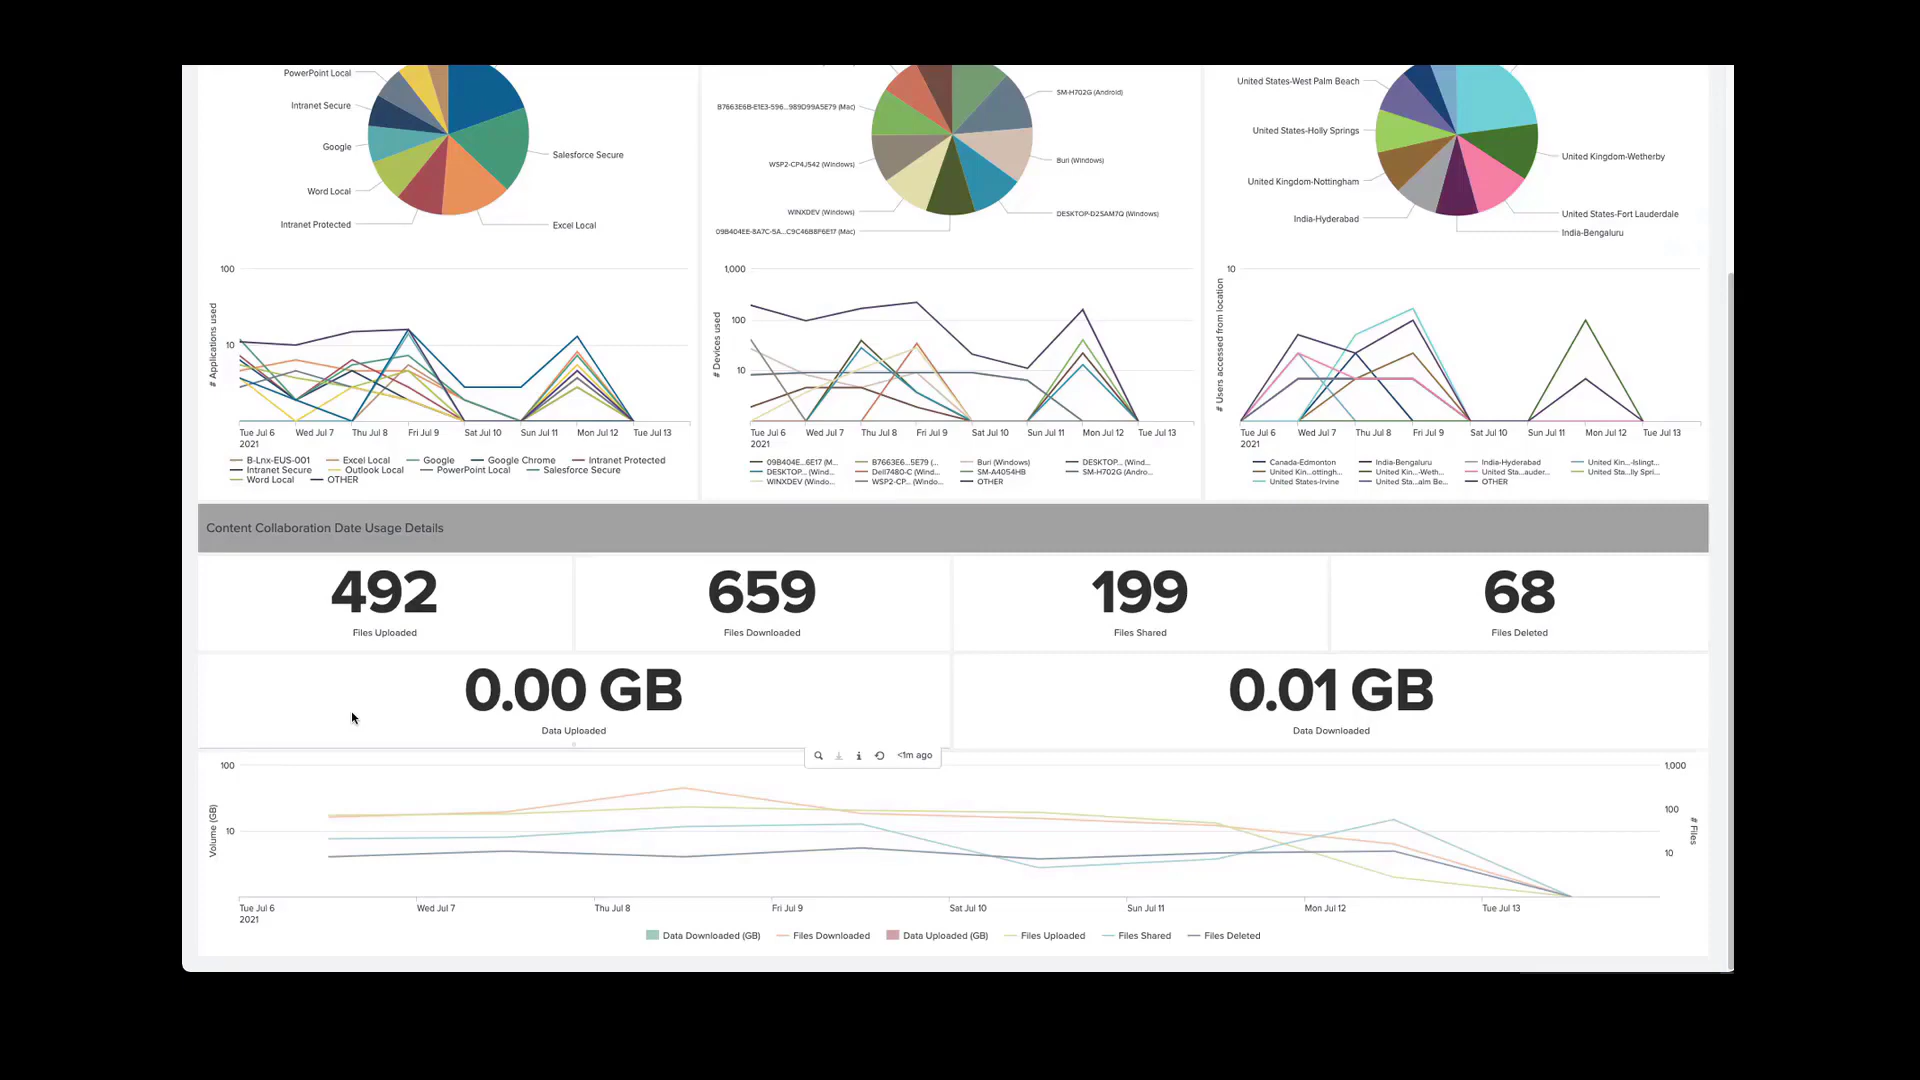 PowerPoint Local
Intranet Secure
Google
Word Local
Intranet Protected
Salesforce Secure
Excel Local
B7663E6B-E1E3-596...989D99A5E79 (Mac)
WSP2-CP4J542 (Windows)
WINXDEV (Windows)
09B404EE-8A7C-5A...C9C46B8F6E17 (Mac)
SM-H702G (Android)
Buri (Windows)
DESKTOP-D2SAM7Q (Windows)
United States-West Palm Beach
United States-Holly Springs
United Kingdom-Nottingham
India-Hyderabad
United Kingdom-Wetherby
United States-Fort Lauderdale
India-Bengaluru
100
10
# Applications used
Tue Jul 6 Wed Jul 7 Thu Jul 8 Fri Jul 9 Sat Jul 10 Sun Jul 11 Mon Jul 12 Tue Jul 13
2021
B-Lnx-EUS-001 Excel Local Google Google Chrome Intranet Protected
Intranet Secure Outlook Local PowerPoint Local Salesforce Secure
Word Local OTHER
1,000
100
10
# Devices used
Tue Jul 6 Wed Jul 7 Thu Jul 8 Fri Jul 9 Sat Jul 10 Sun Jul 11 Mon Jul 12 Tue Jul 13
2021
09B404E...6E17 (M... B7663E6...5E79 (... Buri (Windows) DESKTOP... (Wind...
DESKTOP... (Wind... Dell7480-C (Wind... SM-A4054HB SM-H702G (Andro...
WINXDEV (Windo... WSP2-CP... (Windo... OTHER
10
# Users accessed from location
Tue Jul 6 Wed Jul 7 Thu Jul 8 Fri Jul 9 Sat Jul 10 Sun Jul 11 Mon Jul 12 Tue Jul 13
2021
Canada-Edmonton India-Bengaluru India-Hyderabad United Kin...-Islingt...
United Kin...ottingh... United Kin...-Weth... United Sta...auder... United Sta...lly Spri...
United States-Irvine United Sta...alm Be... OTHER
Content Collaboration Date Usage Details
492
Files Uploaded
659
Files Downloaded
199
Files Shared
68
Files Deleted
0.00 GB
Data Uploaded
0.01 GB
Data Downloaded
<1m ago
100
10
Volume (GB)
1,000
100
10
# Files
Tue Jul 6 Wed Jul 7 Thu Jul 8 Fri Jul 9 Sat Jul 10 Sun Jul 11 Mon Jul 12 Tue Jul 13
2021
Data Downloaded (GB) Files Downloaded Data Uploaded (GB) Files Uploaded Files Shared Files Deleted